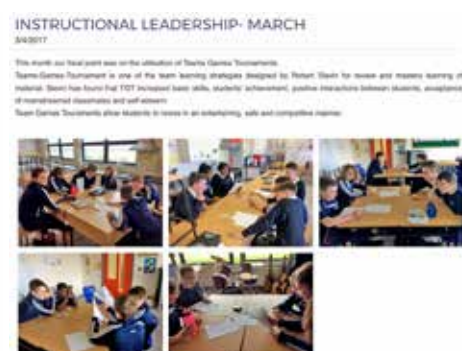 INSTRUCTIONAL LEADERSHIP- MARCH
3/4/2017
This month our focal point was on the utilisation of Teams Games Tournaments.
Teams-Games-Tournament is one of the team learning strategies designed by Robert Slavin for review and mastery learning of
material. Slavin has found that TGT increased basic skills, students' achievement, positive interactions between students, acceptance
of mainstreamed classmates and self-esteem.
Team Games Tournaments allow students to review in an entertaining, safe and competitive manner.